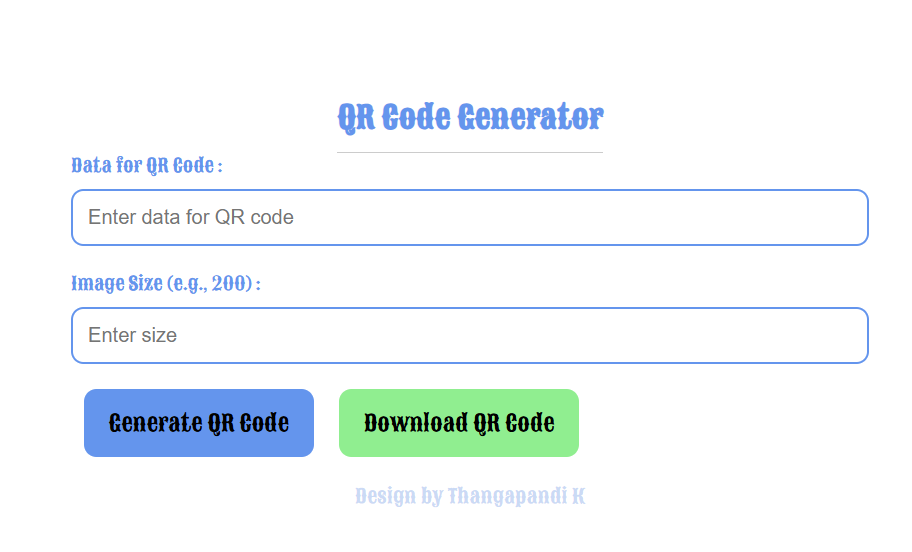 QR Code Generator
Data for QR Code :
Enter data for QR code
Image Size (e.g., 200) :
Enter size
Generate QR Code
Download QR Code
Design by Thangapandi K